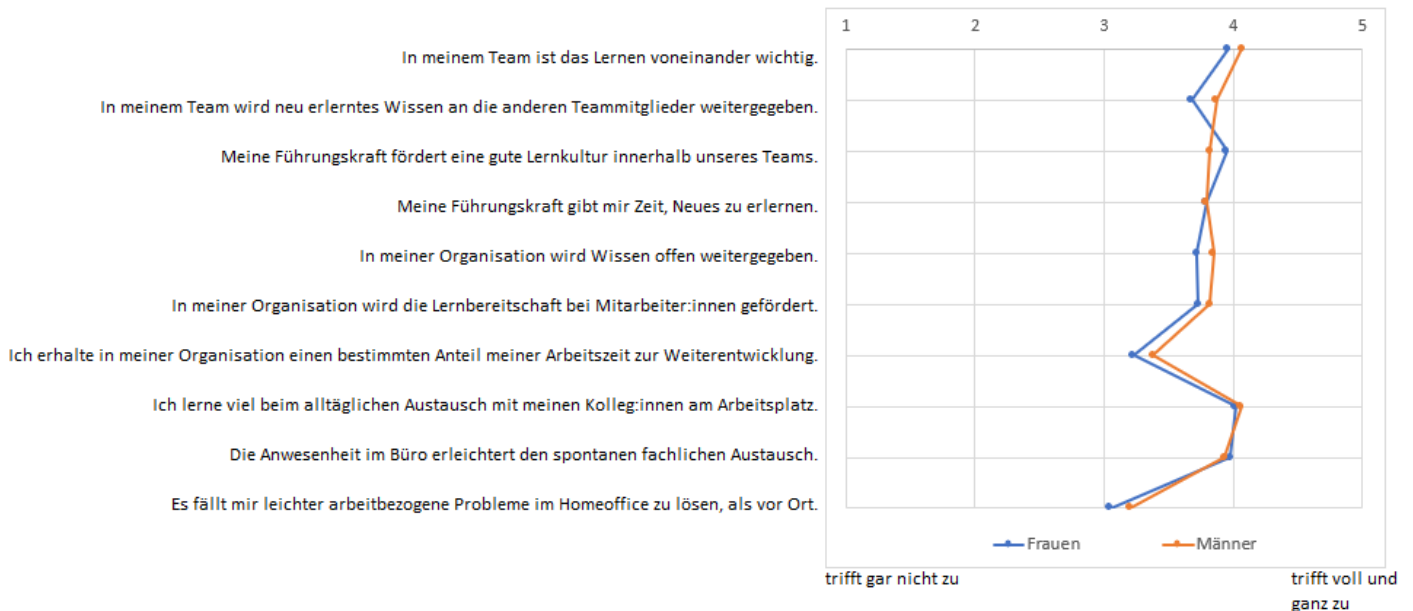 1 2 3 4 5
In meinem Team ist das Lernen voneinander wichtig.
In meinem Team wird neu erlerntes Wissen an die anderen Teammitglieder weitergegeben.
Meine Führungskraft fördert eine gute Lernkultur innerhalb unseres Teams.
Meine Führungskraft gibt mir Zeit, Neues zu erlernen.
In meiner Organisation wird Wissen offen weitergegeben.
In meiner Organisation wird die Lernbereitschaft bei Mitarbeiter:innen gefördert.
Ich erhalte in meiner Organisation einen bestimmten Anteil meiner Arbeitszeit zur Weiterentwicklung.
Ich lerne viel beim alltäglichen Austausch mit meinen Kolleg:innen am Arbeitsplatz.
Die Anwesenheit im Büro erleichtert den spontanen fachlichen Austausch.
Es fällt mir leichter arbeitbezogene Probleme im Homeoffice zu lösen, als vor Ort.
Frauen Männer
trifft gar nicht zu
trifft voll und
ganz zu